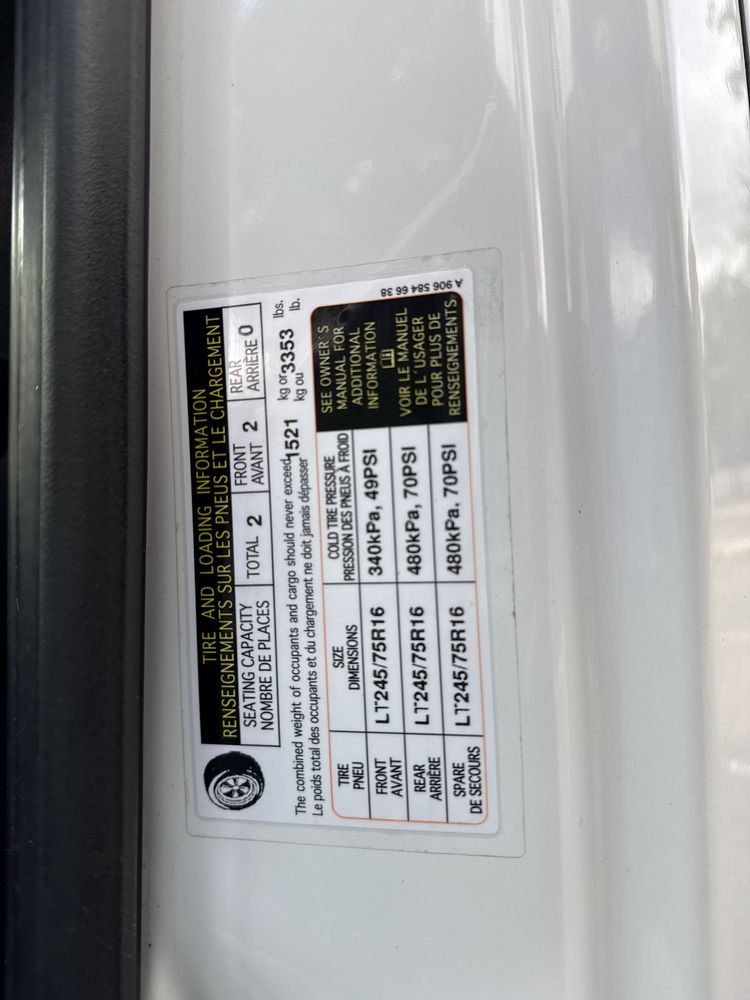 TIRE AND LOADING INFORMATION
RENSEIGNEMENTS SUR LES PNEUS ET LE CHARGEMENT
SEATING CAPACITY
NOMBRE DE PLACES
TOTAL 2
FRONT
AVANT 2
REAR
ARRIÈRE 0
The combined weight of occupants and cargo should never exceed 1521 kg or 3353 lbs.
Le poids total des occupants et du chargement ne doit jamais dépasser kg ou lb.
TIRE
PNEU
SIZE
DIMENSIONS
COLD TIRE PRESSURE
PRESSION DES PNEUS À FROID
FRONT
AVANT
LT245/75R16
340kPa, 49PSI
REAR
ARRIÈRE
LT245/75R16
480kPa, 70PSI
SPARE
DE SECOURS
LT245/75R16
480kPa, 70PSI
SEE OWNER'S
MANUAL FOR
ADDITIONAL
INFORMATION
VOIR LE MANUEL
DE L'USAGER
POUR PLUS DE
RENSEIGNEMENTS
A 906 584 66 38